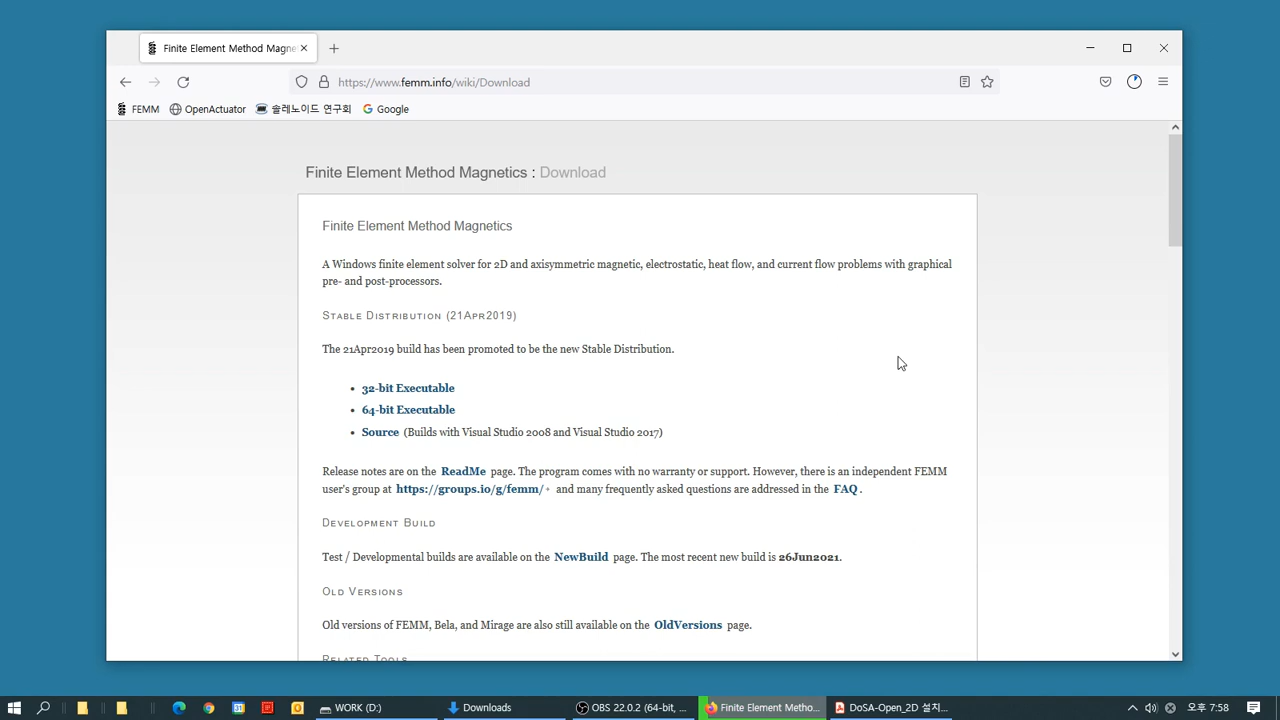 Finite Element Method Magne
https://www.femm.info/wiki/Download
FEMM OpenActuator 솔레노이드 연구회 Google
Finite Element Method Magnetics : Download
Finite Element Method Magnetics
A Windows finite element solver for 2D and axisymmetric magnetic, electrostatic, heat flow, and current flow problems with graphical
pre- and post-processors.
Stable Distribution (21Apr2019)
The 21Apr2019 build has been promoted to be the new Stable Distribution.
• 32-bit Executable
• 64-bit Executable
• Source (Builds with Visual Studio 2008 and Visual Studio 2017)
Release notes are on the ReadMe page. The program comes with no warranty or support. However, there is an independent FEMM
user's group at https://groups.io/g/femm/ and many frequently asked questions are addressed in the FAQ.
Development Build
Test / Developmental builds are available on the NewBuild page. The most recent new build is 26Jun2021.
Old Versions
Old versions of FEMM, Bela, and Mirage are also still available on the OldVersions page.
Related Tools
WORK (D:) Downloads OBS 22.0.2 (64-bit, ... Finite Element Metho... DoSA-Open_2D 설치... 오후 7:58